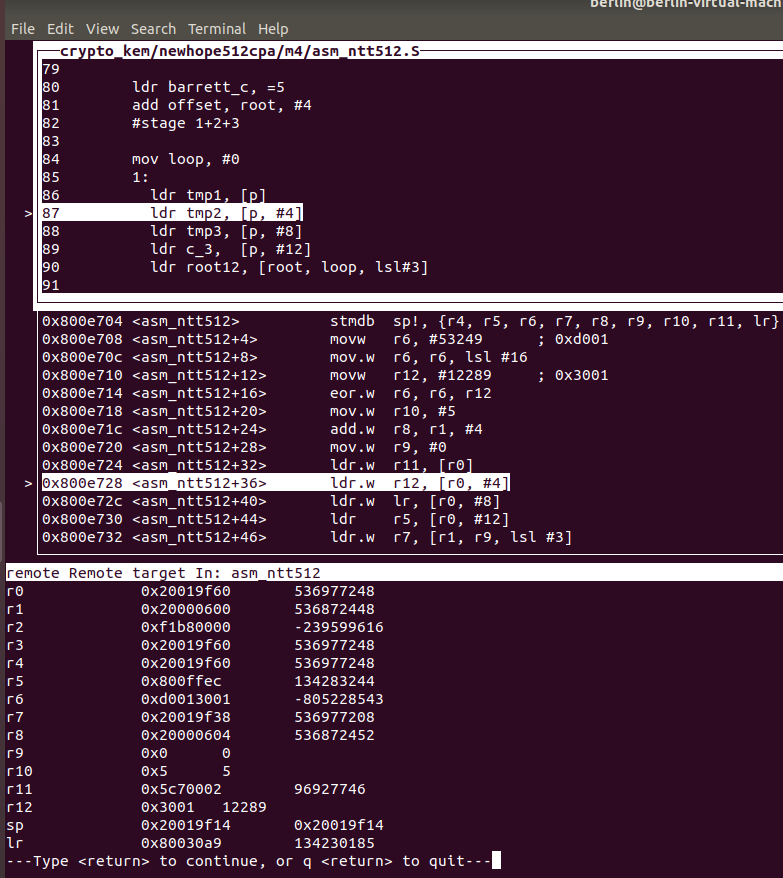 berlin@berlin-virtual-mach
File Edit View Search Terminal Help
crypto_kem/newhope512cpa/m4/asm_ntt512.S
79
80 ldr barrett_c, =5
81 add offset, root, #4
82 #stage 1+2+3
83
84 mov loop, #0
85 1:
86 ldr tmp1, [p]
> 87 ldr tmp2, [p, #4]
88 ldr tmp3, [p, #8]
89 ldr c_3, [p, #12]
90 ldr root12, [root, loop, lsl#3]
91
0x800e704 <asm_ntt512> stmdb sp!, {r4, r5, r6, r7, r8, r9, r10, r11, lr}
0x800e708 <asm_ntt512+4> movw r6, #53249 ; 0xd001
0x800e70c <asm_ntt512+8> mov.w r6, r6, lsl #16
0x800e710 <asm_ntt512+12> movw r12, #12289 ; 0x3001
0x800e714 <asm_ntt512+16> eor.w r6, r6, r12
0x800e718 <asm_ntt512+20> mov.w r10, #5
0x800e71c <asm_ntt512+24> add.w r8, r1, #4
0x800e720 <asm_ntt512+28> mov.w r9, #0
0x800e724 <asm_ntt512+32> ldr.w r11, [r0]
> 0x800e728 <asm_ntt512+36> ldr.w r12, [r0, #4]
0x800e72c <asm_ntt512+40> ldr.w lr, [r0, #8]
0x800e730 <asm_ntt512+44> ldr r5, [r0, #12]
0x800e732 <asm_ntt512+46> ldr.w r7, [r1, r9, lsl #3]
remote Remote target In: asm_ntt512
r0 0x20019f60 536977248
r1 0x20000600 536872448
r2 0xf1b80000 -239599616
r3 0x20019f60 536977248
r4 0x20019f60 536977248
r5 0x800ffec 134283244
r6 0xd0013001 -805228543
r7 0x20019f38 536977208
r8 0x20000604 536872452
r9 0x0 0
r10 0x5 5
r11 0x5c70002 96927746
r12 0x3001 12289
sp 0x20019f14 0x20019f14
lr 0x80030a9 134230185
---Type <return> to continue, or q <return> to quit---